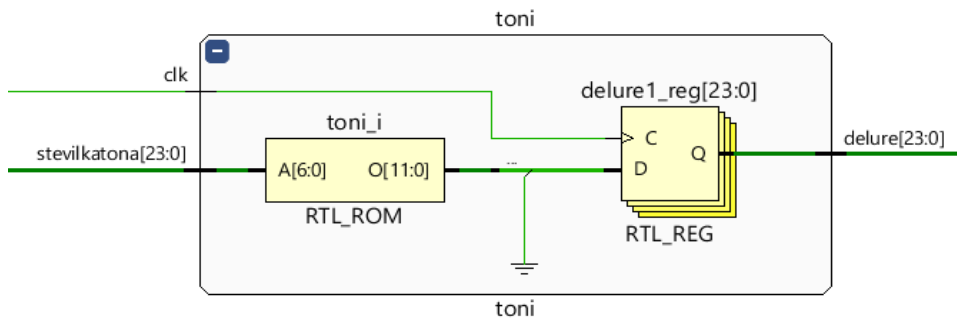 toni
clk
delure1_reg[23:0]
toni_i
stevilkatona[23:0]
A[6:0]
O[11:0]
...
C
D
Q
delure[23:0]
RTL_ROM
RTL_REG
toni